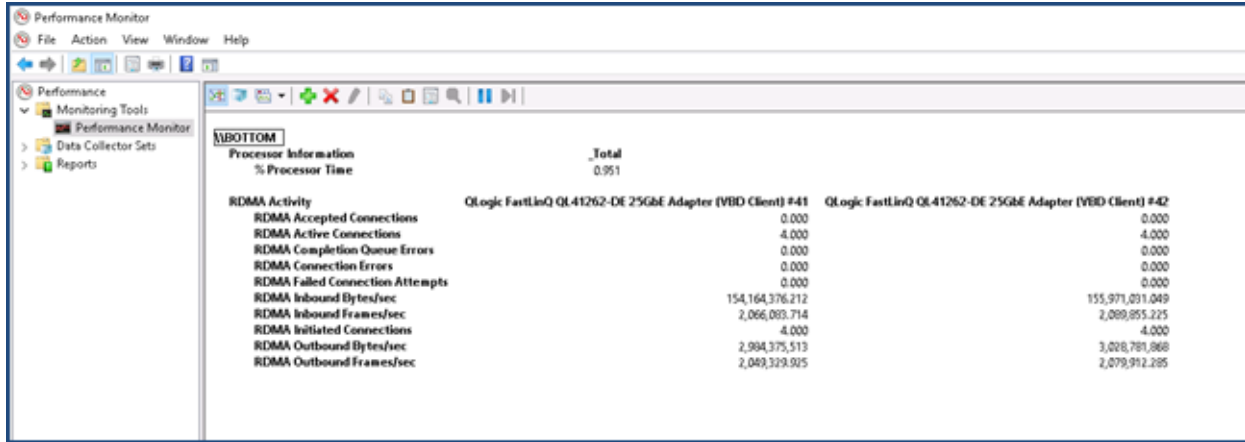 Performance Monitor
File Action View Window Help
Performance
Monitoring Tools
Performance Monitor
Data Collector Sets
Reports
\\BOTTOM
Processor Information _Total
% Processor Time 0.951
RDMA Activity QLogic FastLinQ QL41262-DE 25GbE Adapter (VBD Client) #41 QLogic FastLinQ QL41262-DE 25GbE Adapter (VBD Client) #42
RDMA Accepted Connections 0.000 0.000
RDMA Active Connections 4.000 4.000
RDMA Completion Queue Errors 0.000 0.000
RDMA Connection Errors 0.000 0.000
RDMA Failed Connection Attempts 0.000 0.000
RDMA Inbound Bytes/sec 154,164,376.212 155,971,031.049
RDMA Inbound Frames/sec 2,066,083.714 2,089,855.225
RDMA Initiated Connections 4.000 4.000
RDMA Outbound Bytes/sec 2,984,375,513 3,028,781,868
RDMA Outbound Frames/sec 2,049,329.925 2,079,912.285